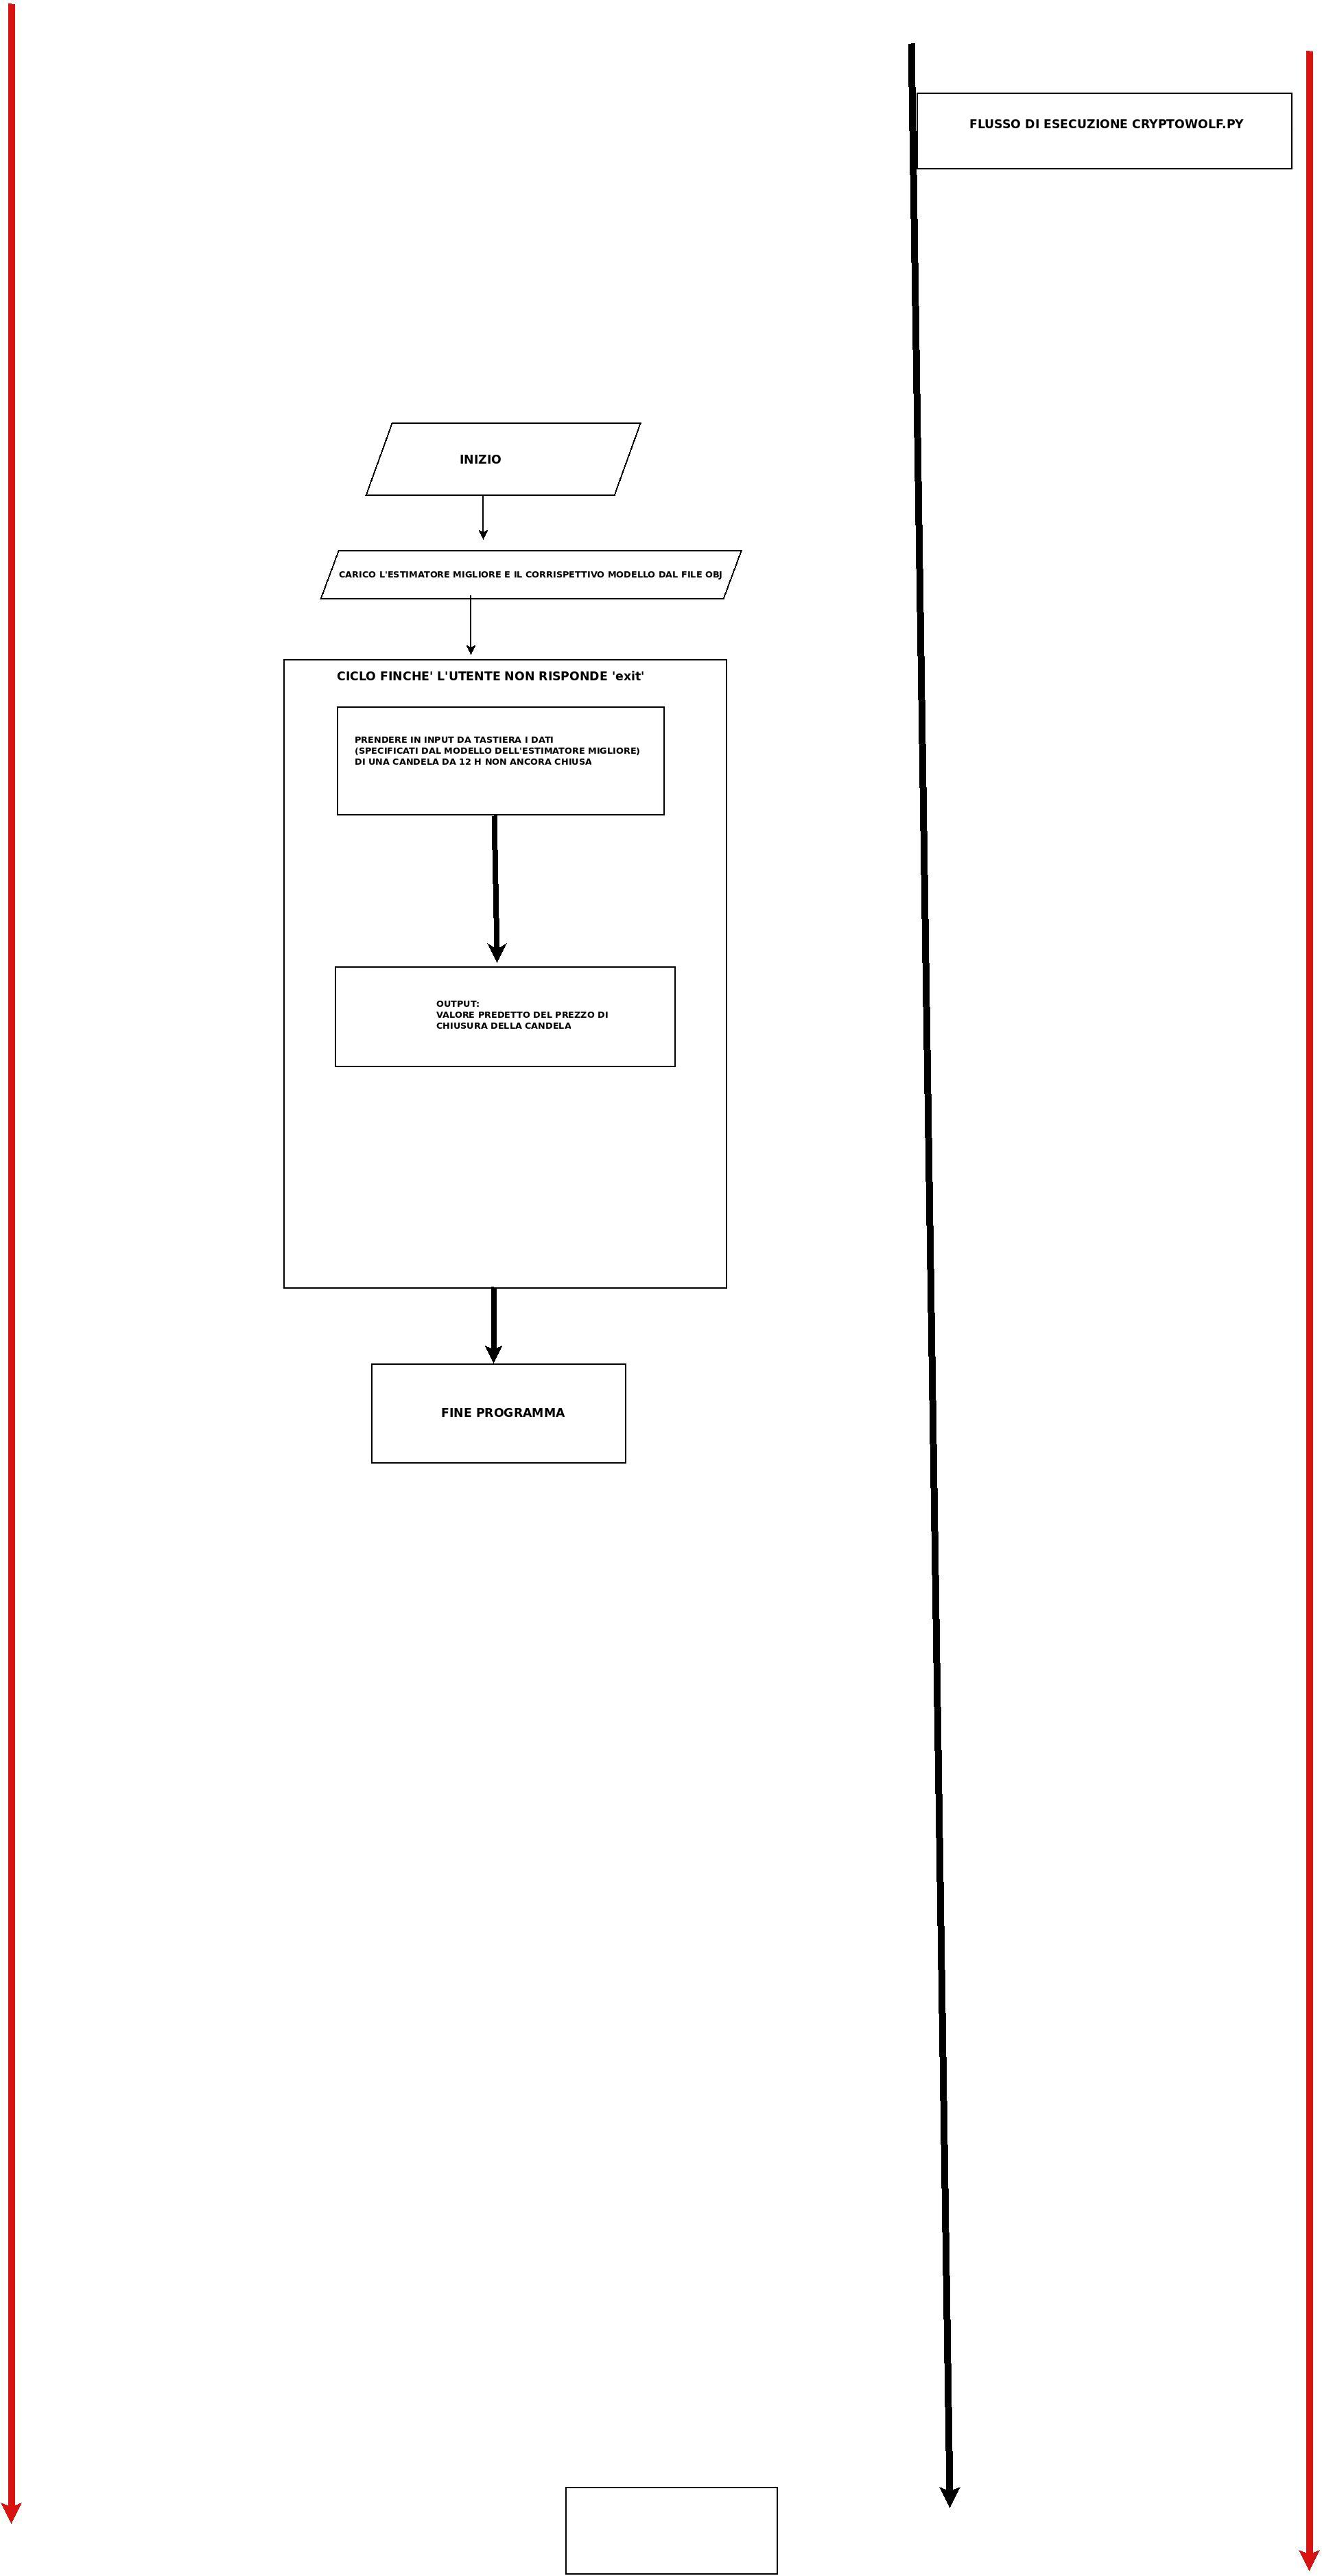 FLUSSO DI ESECUZIONE CRYPTOWOLF.PY
INIZIO
CARICO L'ESTIMATORE MIGLIORE E IL CORRISPETTIVO MODELLO DAL FILE OBJ
CICLO FINCHE' L'UTENTE NON RISPONDE 'exit'
PRENDERE IN INPUT DA TASTIERA I DATI
(SPECIFICATI DAL MODELLO DELL'ESTIMATORE MIGLIORE)
DI UNA CANDELA DA 12 H NON ANCORA CHIUSA
OUTPUT:
VALORE PREDETTO DEL PREZZO DI
CHIUSURA DELLA CANDELA
FINE PROGRAMMA